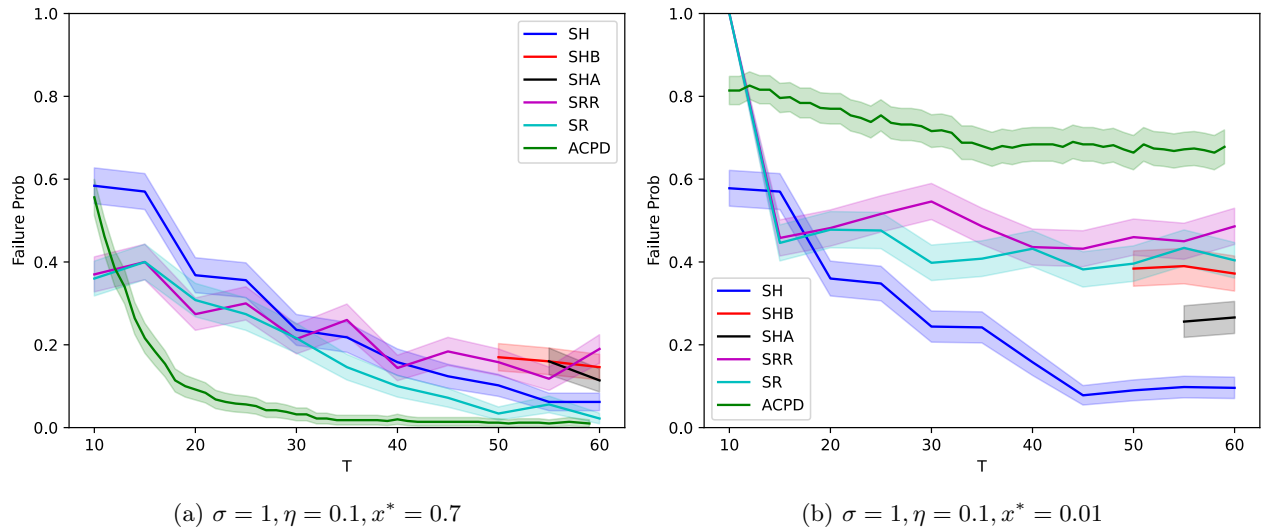 1.0
0.8
0.6
0.4
0.2
0.0
Failure Prob
10
20
30
40
50
60
T
SH
SHB
SHA
SRR
SR
ACPD
(a) σ = 1, η = 0.1, x* = 0.7
1.0
0.8
0.6
0.4
0.2
0.0
Failure Prob
SH
SHB
SHA
SRR
SR
ACPD
10
20
30
40
50
60
T
(b) σ = 1, η = 0.1, x* = 0.01